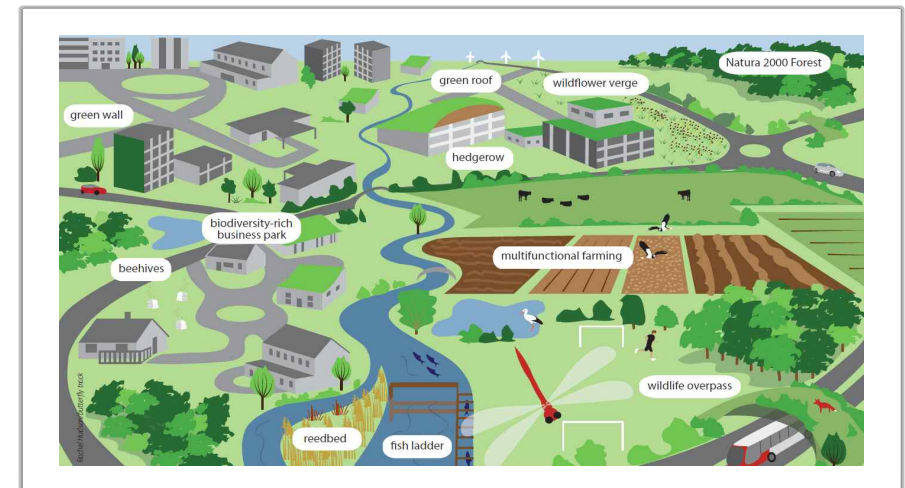 Natura 2000 Forest
green roof
wildflower verge
green wall
hedgerow
biodiversity-rich
business park
multifunctional farming
beehives
wildlife overpass
reedbed
fish ladder